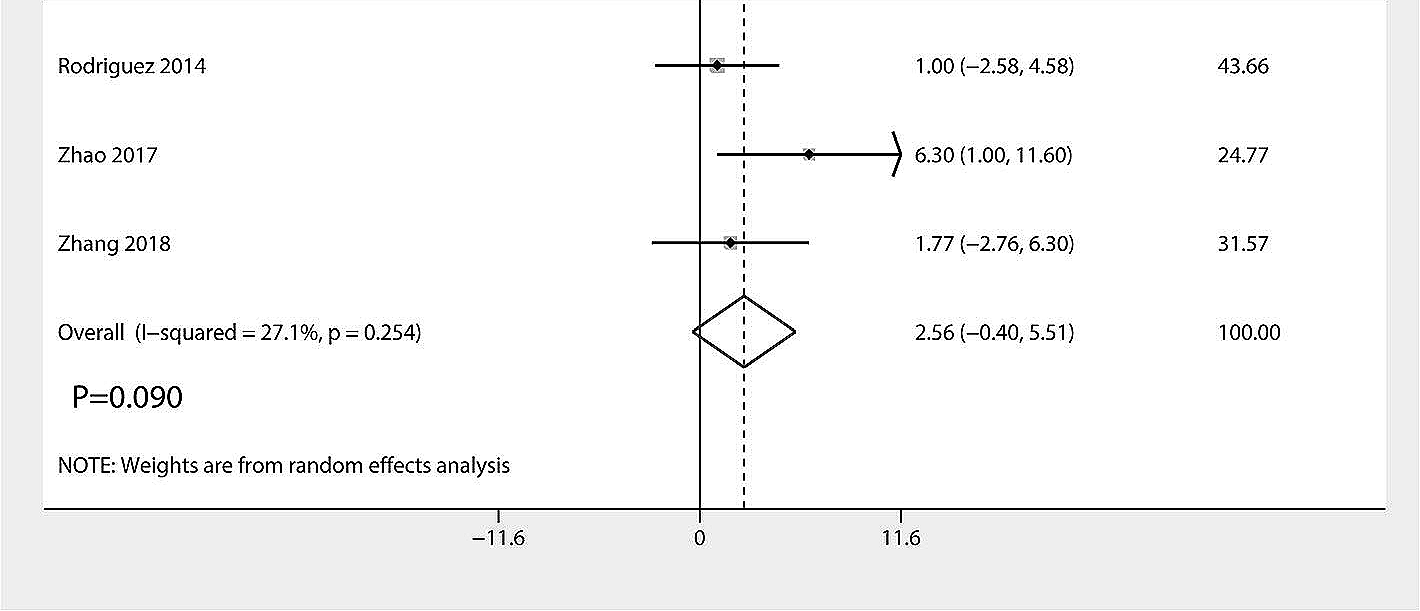 Rodriguez 2014 1.00 (−2.58, 4.58) 43.66
Zhao 2017 6.30 (1.00, 11.60) 24.77
Zhang 2018 1.77 (−2.76, 6.30) 31.57
Overall (I−squared = 27.1%, p = 0.254) 2.56 (−0.40, 5.51) 100.00
P=0.090
NOTE: Weights are from random effects analysis
−11.6 0 11.6